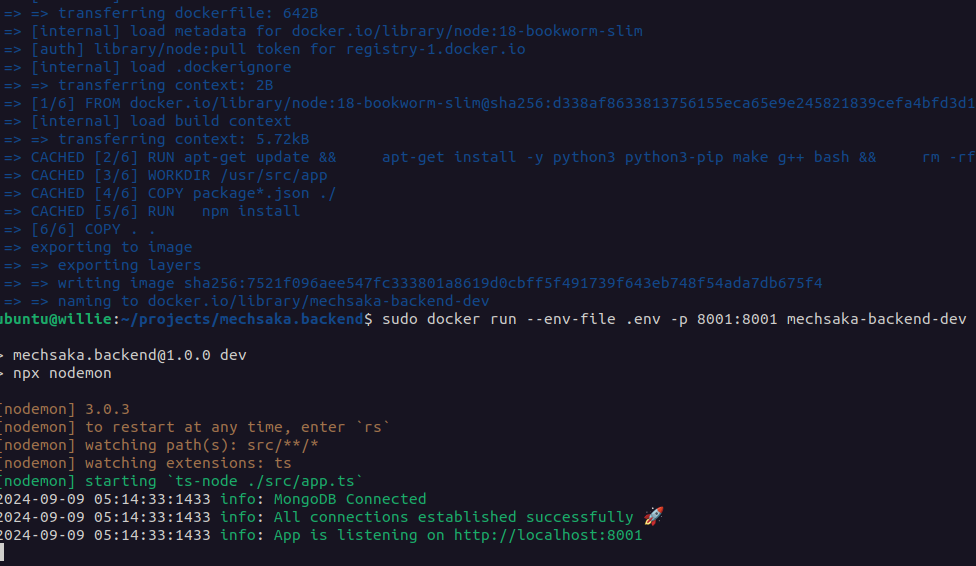 => => transferring dockerfile: 642B
=> [internal] load metadata for docker.io/library/node:18-bookworm-slim
=> [auth] library/node:pull token for registry-1.docker.io
=> [internal] load .dockerignore
=> => transferring context: 2B
=> [1/6] FROM docker.io/library/node:18-bookworm-slim@sha256:d338af8633813756155eca65e9e245821839cefa4bfd3d1
=> [internal] load build context
=> => transferring context: 5.72kB
=> CACHED [2/6] RUN apt-get update &&     apt-get install -y python3 python3-pip make g++ bash &&     rm -rf
=> CACHED [3/6] WORKDIR /usr/src/app
=> CACHED [4/6] COPY package*.json ./
=> CACHED [5/6] RUN   npm install
=> [6/6] COPY . .
=> exporting to image
=> => exporting layers
=> => writing image sha256:7521f096aee547fc333801a8619d0cbff5f491739f643eb748f54ada7db675f4
=> => naming to docker.io/library/mechsaka-backend-dev
ubuntu@willie:~/projects/mechsaka.backend$ sudo docker run --env-file .env -p 8001:8001 mechsaka-backend-dev
> mechsaka.backend@1.0.0 dev
> npx nodemon
[nodemon] 3.0.3
[nodemon] to restart at any time, enter `rs`
[nodemon] watching path(s): src/**/*
[nodemon] watching extensions: ts
[nodemon] starting `ts-node ./src/app.ts`
2024-09-09 05:14:33:1433 info: MongoDB Connected
2024-09-09 05:14:33:1433 info: All connections established successfully 🚀
2024-09-09 05:14:33:1433 info: App is listening on http://localhost:8001